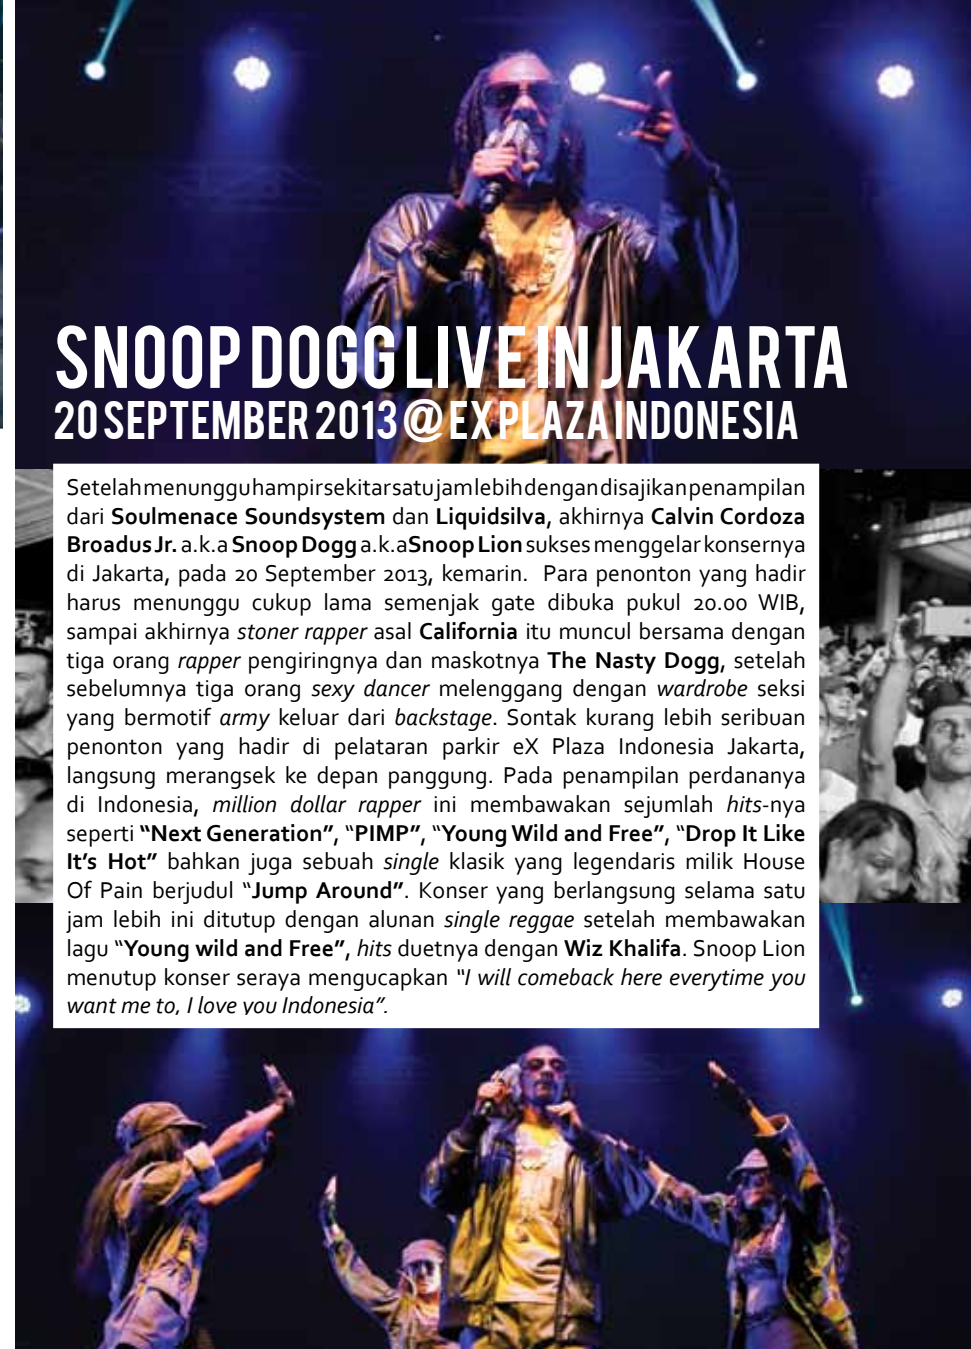 SNOOP DOGG LIVE IN JAKARTA
20 SEPTEMBER 2013 @ EX PLAZA INDONESIA
Setelah menunggu hampir sekitar satu jam lebih dengan disajikan penampilan
dari Soulmenace Soundsystem dan Liquidsilva, akhirnya Calvin Cordoza
Broadus Jr. a.k.a Snoop Dogg a.k.a Snoop Lion sukses menggelar konsernya
di Jakarta, pada 20 September 2013, kemarin. Para penonton yang hadir
harus menunggu cukup lama semenjak gate dibuka pukul 20.00 WIB,
sampai akhirnya stoner rapper asal California itu muncul bersama dengan
tiga orang rapper pengiringnya dan maskotnya The Nasty Dogg, setelah
sebelumnya tiga orang sexy dancer melenggang dengan wardrobe seksi
yang bermotif army keluar dari backstage. Sontak kurang lebih seribuan
penonton yang hadir di pelataran parkir eX Plaza Indonesia Jakarta,
langsung merangsek ke depan panggung. Pada penampilan perdananya
di Indonesia, million dollar rapper ini membawakan sejumlah hits-nya
seperti “Next Generation”, “PIMP”, “Young Wild and Free”, “Drop It Like
It’s Hot” bahkan juga sebuah single klasik yang legendaris milik House
Of Pain berjudul “Jump Around”. Konser yang berlangsung selama satu
jam lebih ini ditutup dengan alunan single reggae setelah membawakan
lagu “Young wild and Free”, hits duetnya dengan Wiz Khalifa. Snoop Lion
menutup konser seraya mengucapkan “I will comeback here everytime you
want me to, I love you Indonesia”.